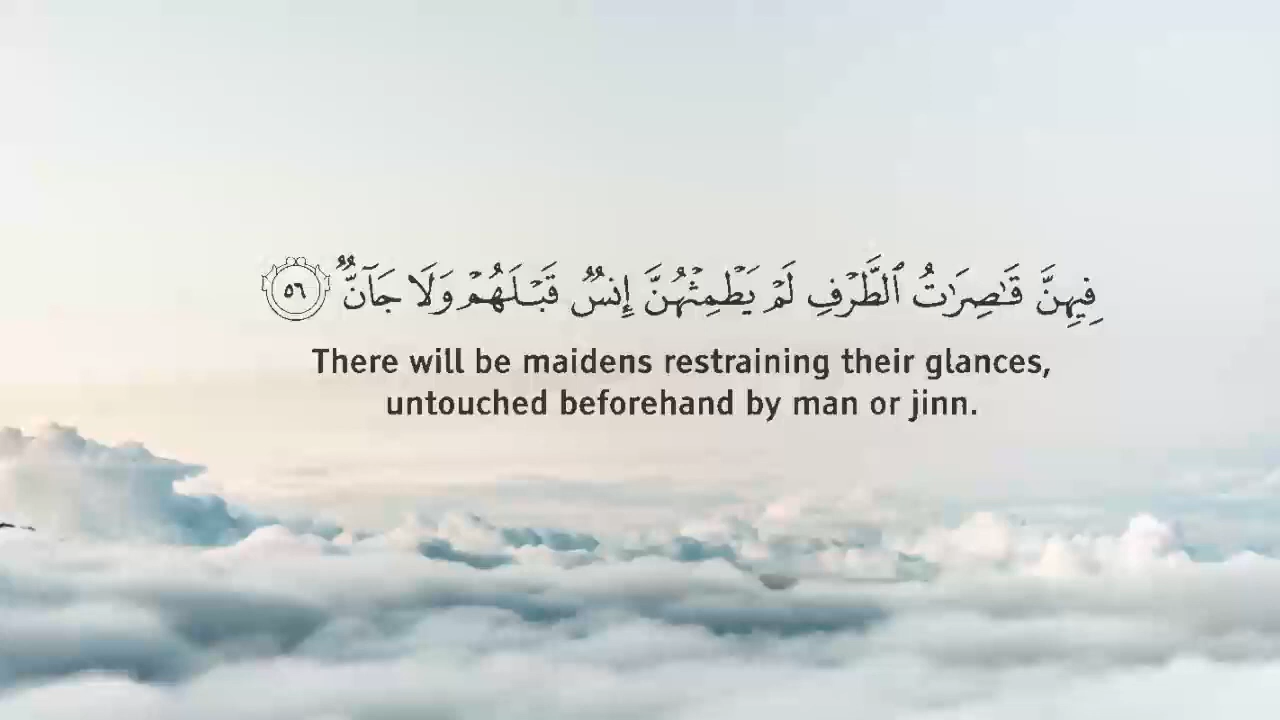 فِيهِنَّ قَـٰصِرَٰتُ ٱلطَّرْفِ لَمْ يَطْمِثْهُنَّ إِنسٌ قَبْلَهُمْ وَلَا جَآنٌّ ٥٦
There will be maidens restraining their glances,
untouched beforehand by man or jinn.